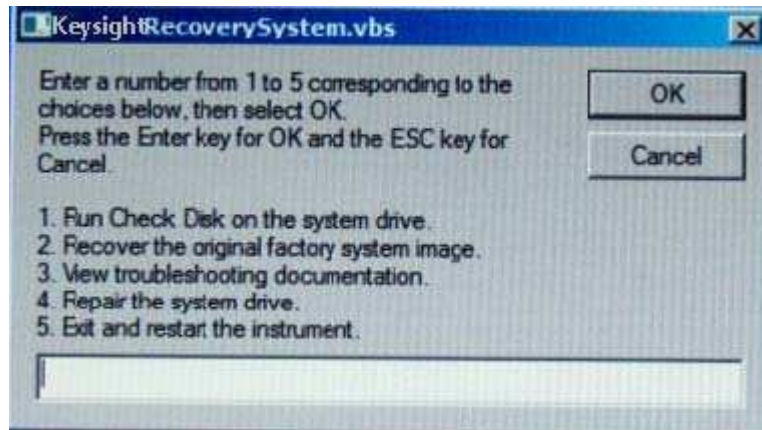 KeysightRecoverySystem.vbs
Enter a number from 1 to 5 corresponding to the
choices below, then select OK.
Press the Enter key for OK and the ESC key for
Cancel.
OK
Cancel
1. Run Check Disk on the system drive.
2. Recover the original factory system image.
3. View troubleshooting documentation.
4. Repair the system drive.
5. Exit and restart the instrument.